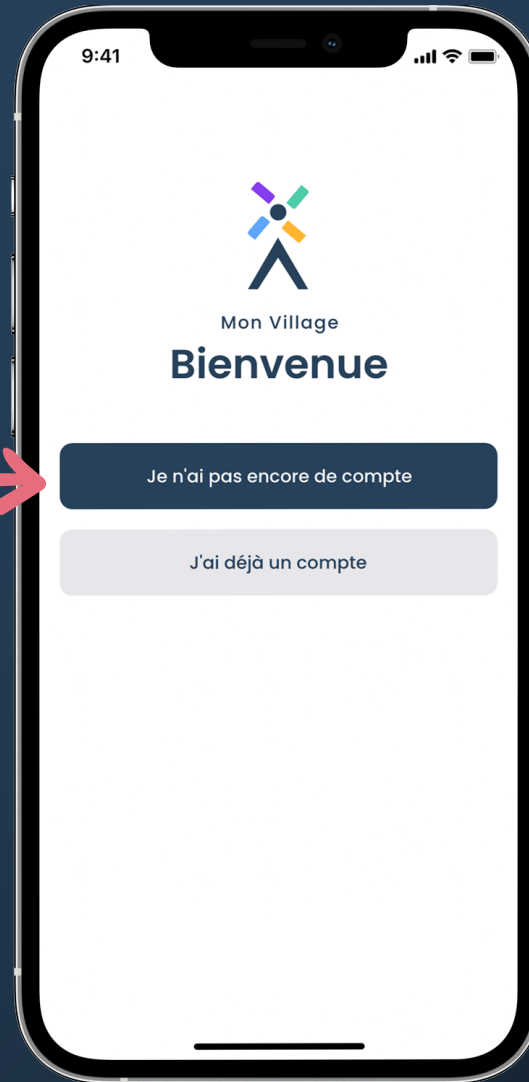 9:41
Mon Village
Bienvenue
Je n'ai pas encore de compte
J'ai déjà un compte